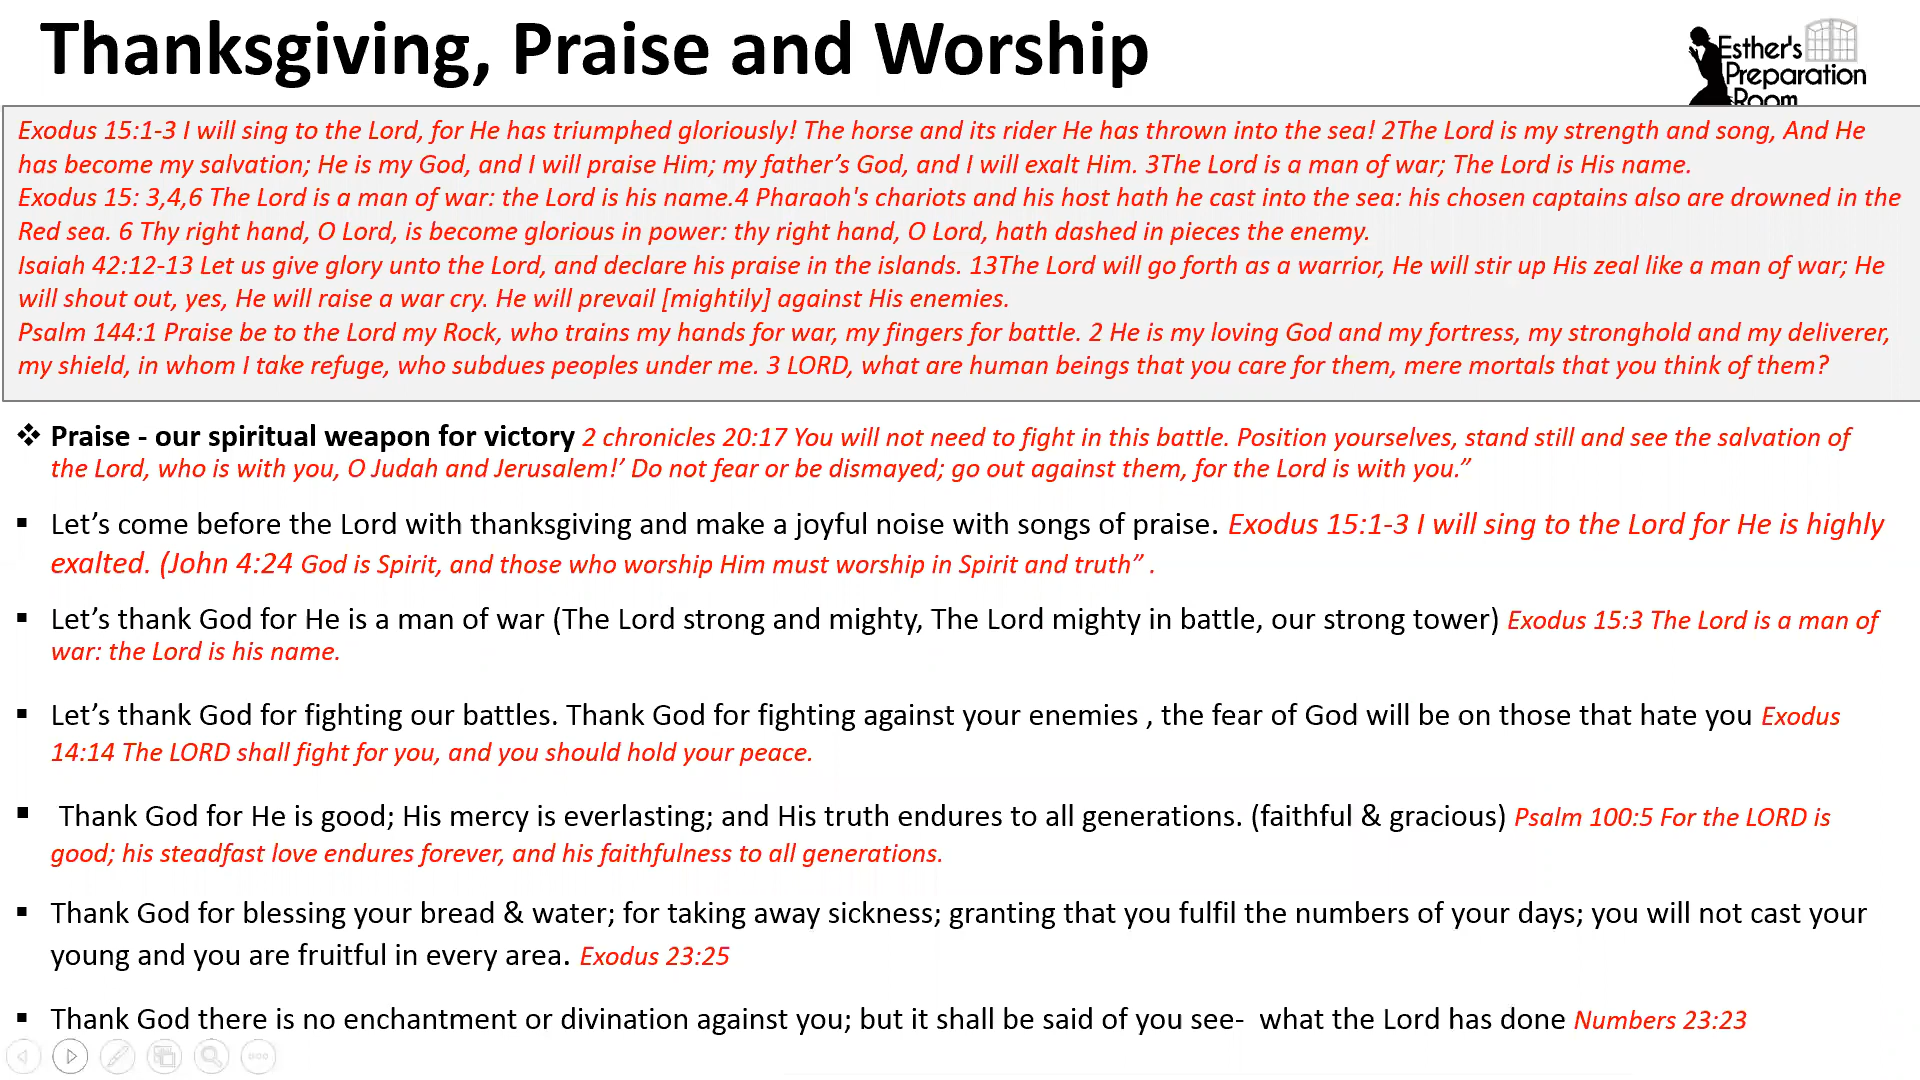 Thanksgiving, Praise and Worship
Esther's
Preparation
Room
Exodus 15:1-3 I will sing to the Lord, for He has triumphed gloriously! The horse and its rider He has thrown into the sea! 2The Lord is my strength and song, And He
has become my salvation; He is my God, and I will praise Him; my father’s God, and I will exalt Him. 3The Lord is a man of war; The Lord is His name.
Exodus 15: 3,4,6 The Lord is a man of war: the Lord is his name.4 Pharaoh's chariots and his host hath he cast into the sea: his chosen captains also are drowned in the
Red sea. 6 Thy right hand, O Lord, is become glorious in power: thy right hand, O Lord, hath dashed in pieces the enemy.
Isaiah 42:12-13 Let us give glory unto the Lord, and declare his praise in the islands. 13The Lord will go forth as a warrior, He will stir up His zeal like a man of war; He
will shout out, yes, He will raise a war cry. He will prevail [mightily] against His enemies.
Psalm 144:1 Praise be to the Lord my Rock, who trains my hands for war, my fingers for battle. 2 He is my loving God and my fortress, my stronghold and my deliverer,
my shield, in whom I take refuge, who subdues peoples under me. 3 LORD, what are human beings that you care for them, mere mortals that you think of them?
❖ Praise - our spiritual weapon for victory 2 chronicles 20:17 You will not need to fight in this battle. Position yourselves, stand still and see the salvation of
the Lord, who is with you, O Judah and Jerusalem!’ Do not fear or be dismayed; go out against them, for the Lord is with you.”
▪ Let’s come before the Lord with thanksgiving and make a joyful noise with songs of praise. Exodus 15:1-3 I will sing to the Lord for He is highly
exalted. (John 4:24 God is Spirit, and those who worship Him must worship in Spirit and truth” .
▪ Let’s thank God for He is a man of war (The Lord strong and mighty, The Lord mighty in battle, our strong tower) Exodus 15:3 The Lord is a man of
war: the Lord is his name.
▪ Let’s thank God for fighting our battles. Thank God for fighting against your enemies , the fear of God will be on those that hate you Exodus
14:14 The LORD shall fight for you, and you should hold your peace.
▪ Thank God for He is good; His mercy is everlasting; and His truth endures to all generations. (faithful & gracious) Psalm 100:5 For the LORD is
good; his steadfast love endures forever, and his faithfulness to all generations.
▪ Thank God for blessing your bread & water; for taking away sickness; granting that you fulfil the numbers of your days; you will not cast your
young and you are fruitful in every area. Exodus 23:25
▪ Thank God there is no enchantment or divination against you; but it shall be said of you see- what the Lord has done Numbers 23:23